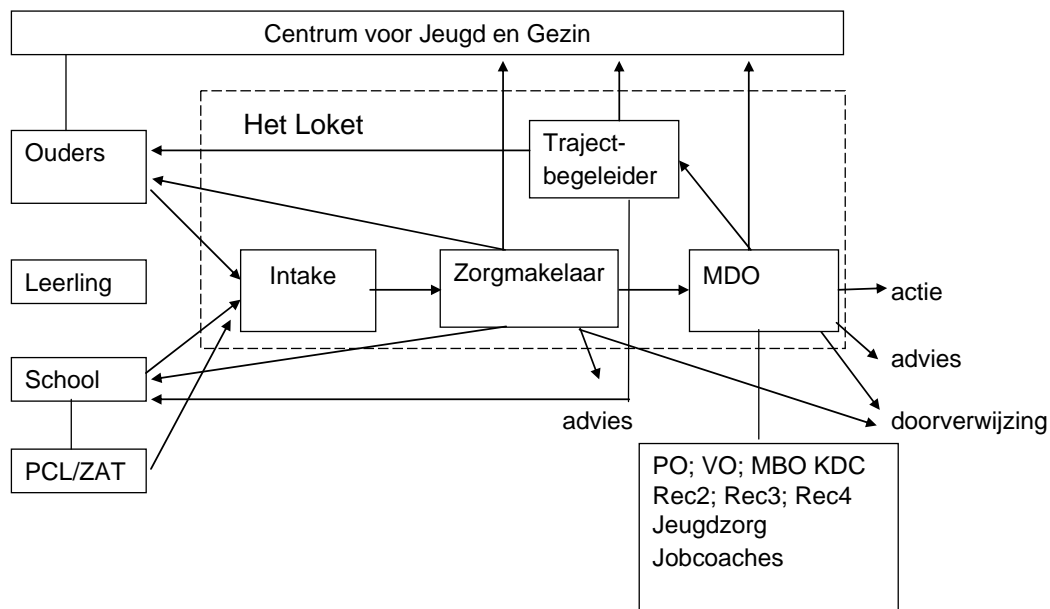 Centrum voor Jeugd en Gezin
Het Loket
Ouders
Traject-
begeleider
Leerling
Intake
Zorgmakelaar
MDO
actie
School
advies
advies
doorverwijzing
PCL/ZAT
PO; VO; MBO KDC
Rec2; Rec3; Rec4
Jeugdzorg
Jobcoaches